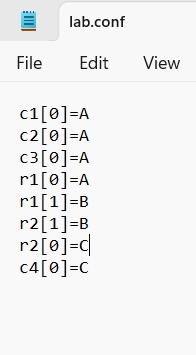 lab.conf
File Edit View
c1[0]=A
c2[0]=A
c3[0]=A
r1[0]=A
r1[1]=B
r2[1]=B
r2[0]=C
c4[0]=C